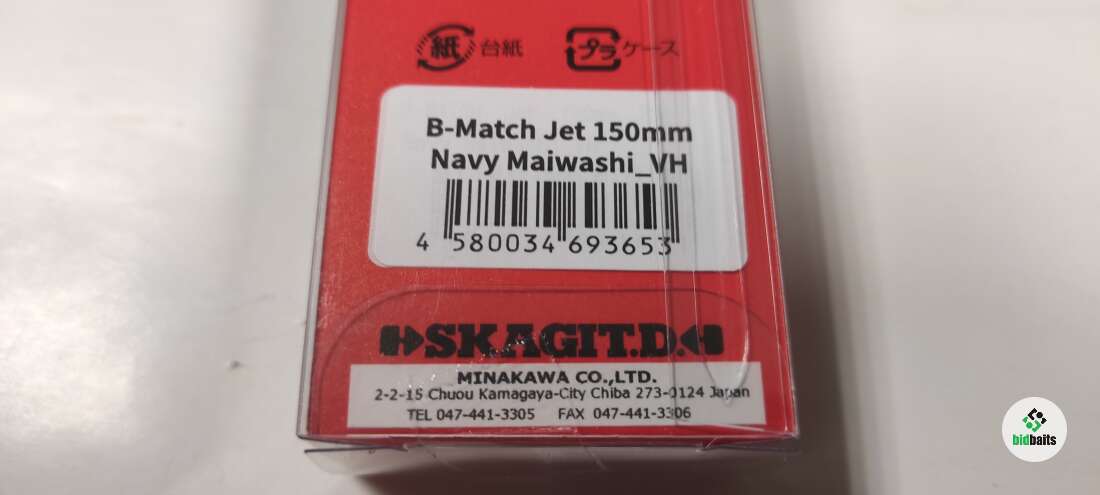 紙 台紙 プラ ケース
B-Match Jet 150mm
Navy Maiwashi_VH
4 580034 693653
SKAGIT.D.
MINAKAWA CO.,LTD.
2-2-15 Chuou Kamagaya-City Chiba 273-0124 Japan
TEL 047-441-3305 FAX 047-441-3306
bidbaits